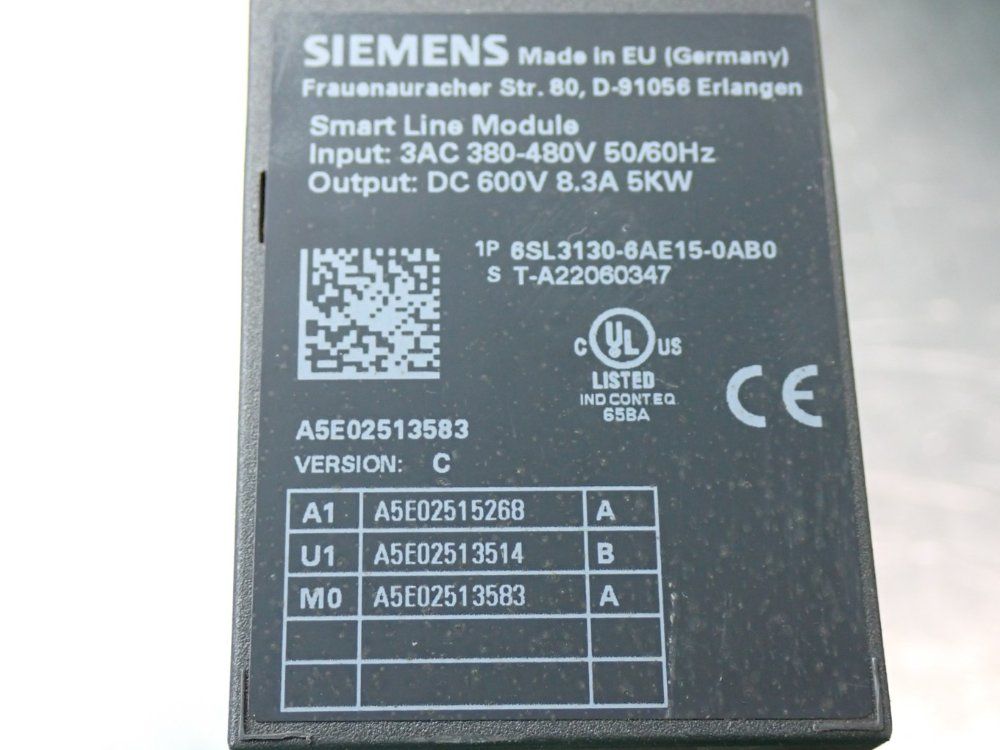 SIEMENS Made in EU (Germany)
Frauenauracher Str. 80, D-91056 Erlangen
Smart Line Module
Input: 3AC 380-480V 50/60Hz
Output: DC 600V 8.3A 5KW
1P 6SL3130-6AE15-0AB0
S T-A22060347
C UL US
LISTED
IND CONT.EQ.
65BA
CE
A5E02513583
VERSION: C
A1 A5E02515268 A
U1 A5E02513514 B
M0 A5E02513583 A